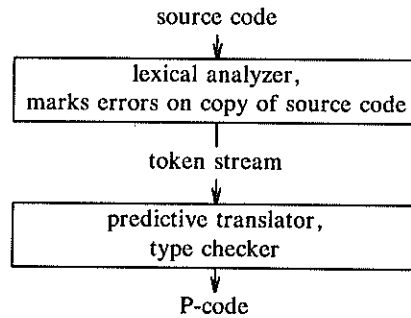 source code
lexical analyzer,
marks errors on copy of source code
token stream
predictive translator,
type checker
P-code